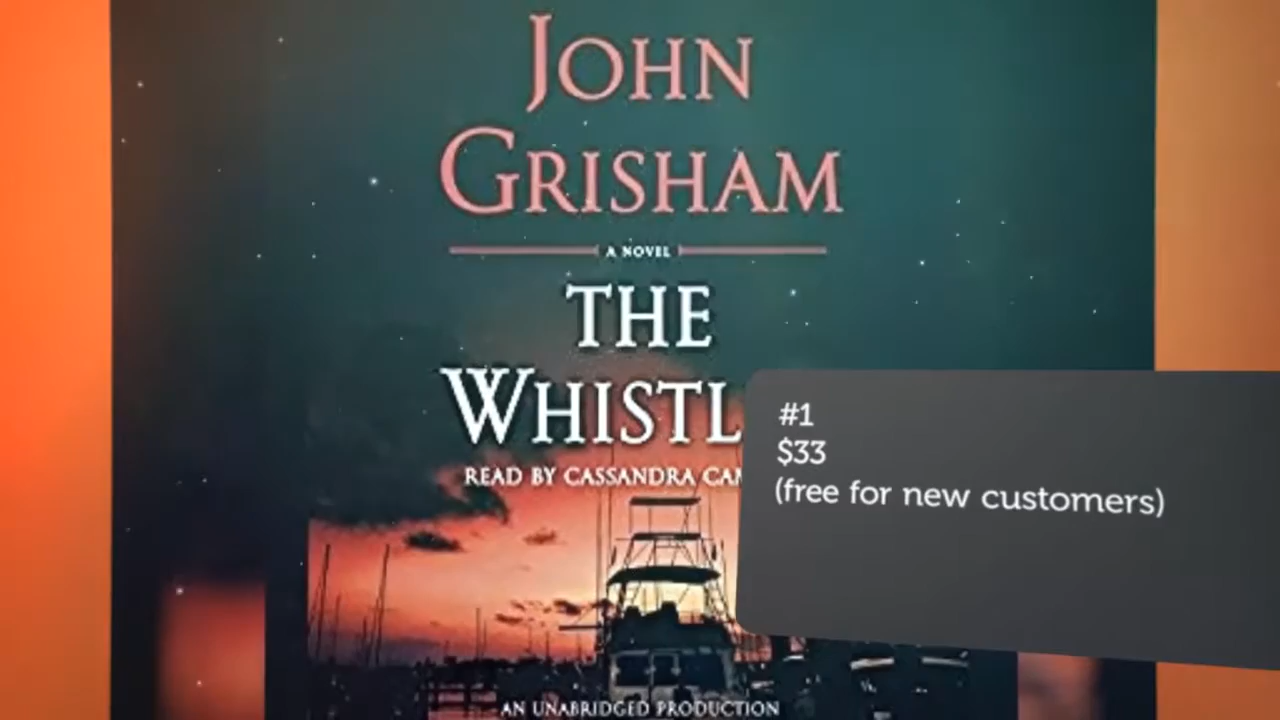 JOHN
GRISHAM
A NOVEL
THE
WHISTL
READ BY CASSANDRA CAM
#1
$33
(free for new customers)
AN UNABRIDGED PRODUCTION